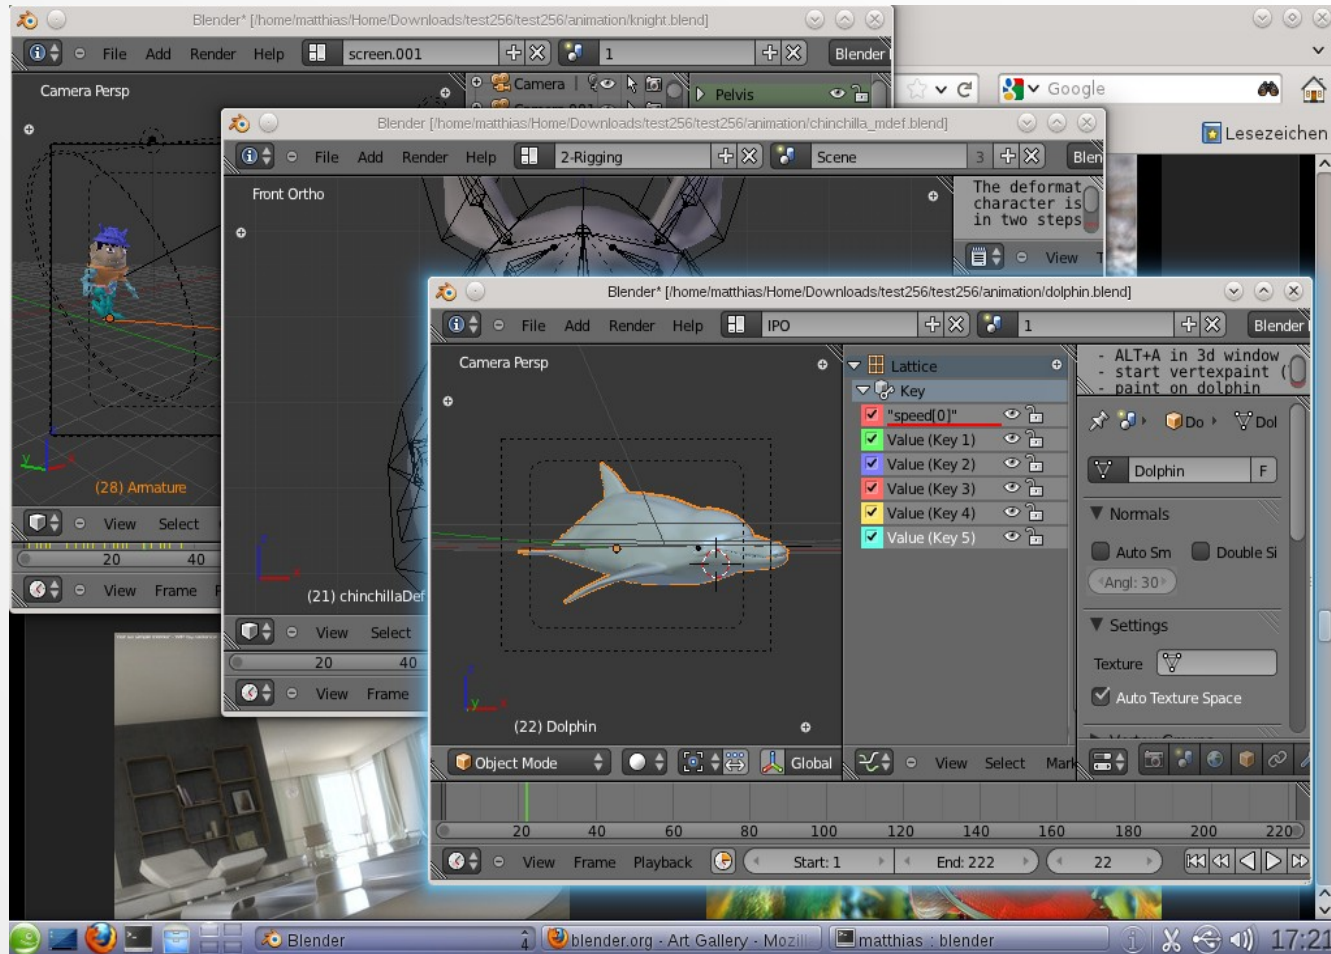 Blender* [/home/matthias/Home/Downloads/test256/test256/animation/knight.blend]
File Add Render Help screen.001 1 Blender
Camera Persp
Camera
Pelvis
(28) Armature
View Select
20 40
View Frame
Google
Lesezeichen
Blender [/home/matthias/Home/Downloads/test256/test256/animation/chinchilla_mdef.blend]
File Add Render Help 2-Rigging Scene 3 Blen
Front Ortho
The deformat
character is
in two steps
View
(21) chinchillaDef
View Select
20 40
View Frame
Blender* [/home/matthias/Home/Downloads/test256/test256/animation/dolphin.blend]
File Add Render Help IPO 1 Blender
Camera Persp
(22) Dolphin
Object Mode Global
Lattice
Key
"speed[0]"
Value (Key 1)
Value (Key 2)
Value (Key 3)
Value (Key 4)
Value (Key 5)
View Select Mark
- ALT+A in 3d window
- start vertexpaint (
- paint on dolphin
Do Dol
Dolphin F
Normals
Auto Sm Double Si
Angl: 30
Settings
Texture
Auto Texture Space
20 40 60 80 100 120 140 160 180 200 220
View Frame Playback Start: 1 End: 222 22
Blender 4 blender.org - Art Gallery - Mozill matthias : blender 17:21